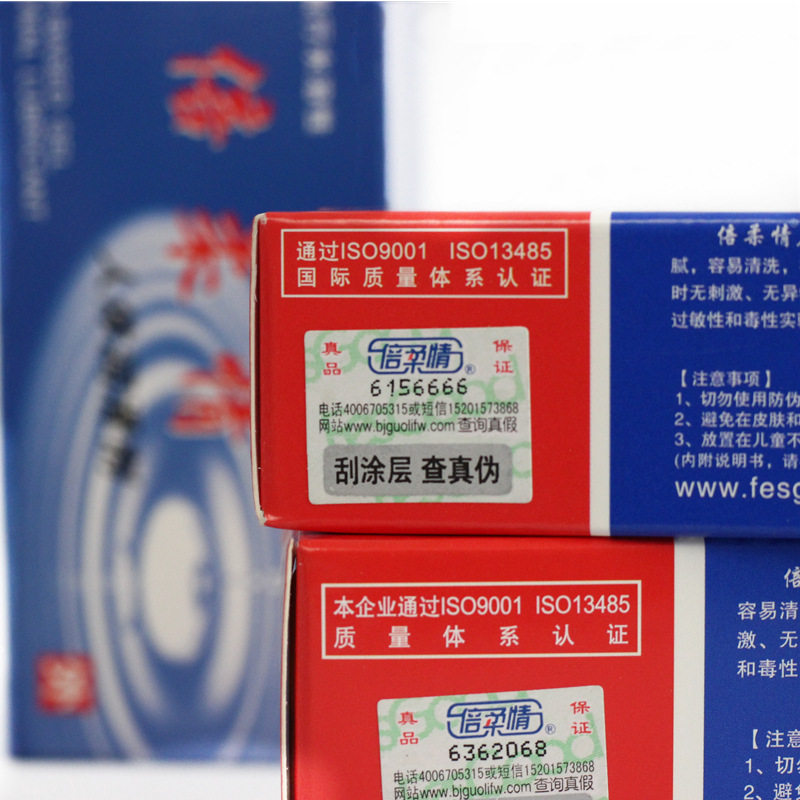 倍柔情
通过ISO9001 ISO13485
国际质量体系认证
真品
倍柔情®
保证
6156666
电话4006705315或短信15201573868
网站www.bjguolifw.com 查询真假
刮涂层 查真伪
倍柔情
腻，容易清洗，
时无刺激、无异
过敏性和毒性实
【注意事项】
1、切勿使用防伪
2、避免在皮肤和
3、放置在儿童不
(内附说明书，请
www.fesg
本企业通过ISO9001 ISO13485
质量体系认证
真品
倍柔情®
保证
6362068
电话4006705315或短信15201573868
网站www.bjguolifw.com 查询真假
容易清
激、无
和毒性
【注意
1、切
2、避